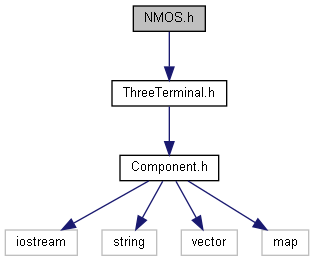 NMOS.h
ThreeTerminal.h
Component.h
iostream
string
vector
map